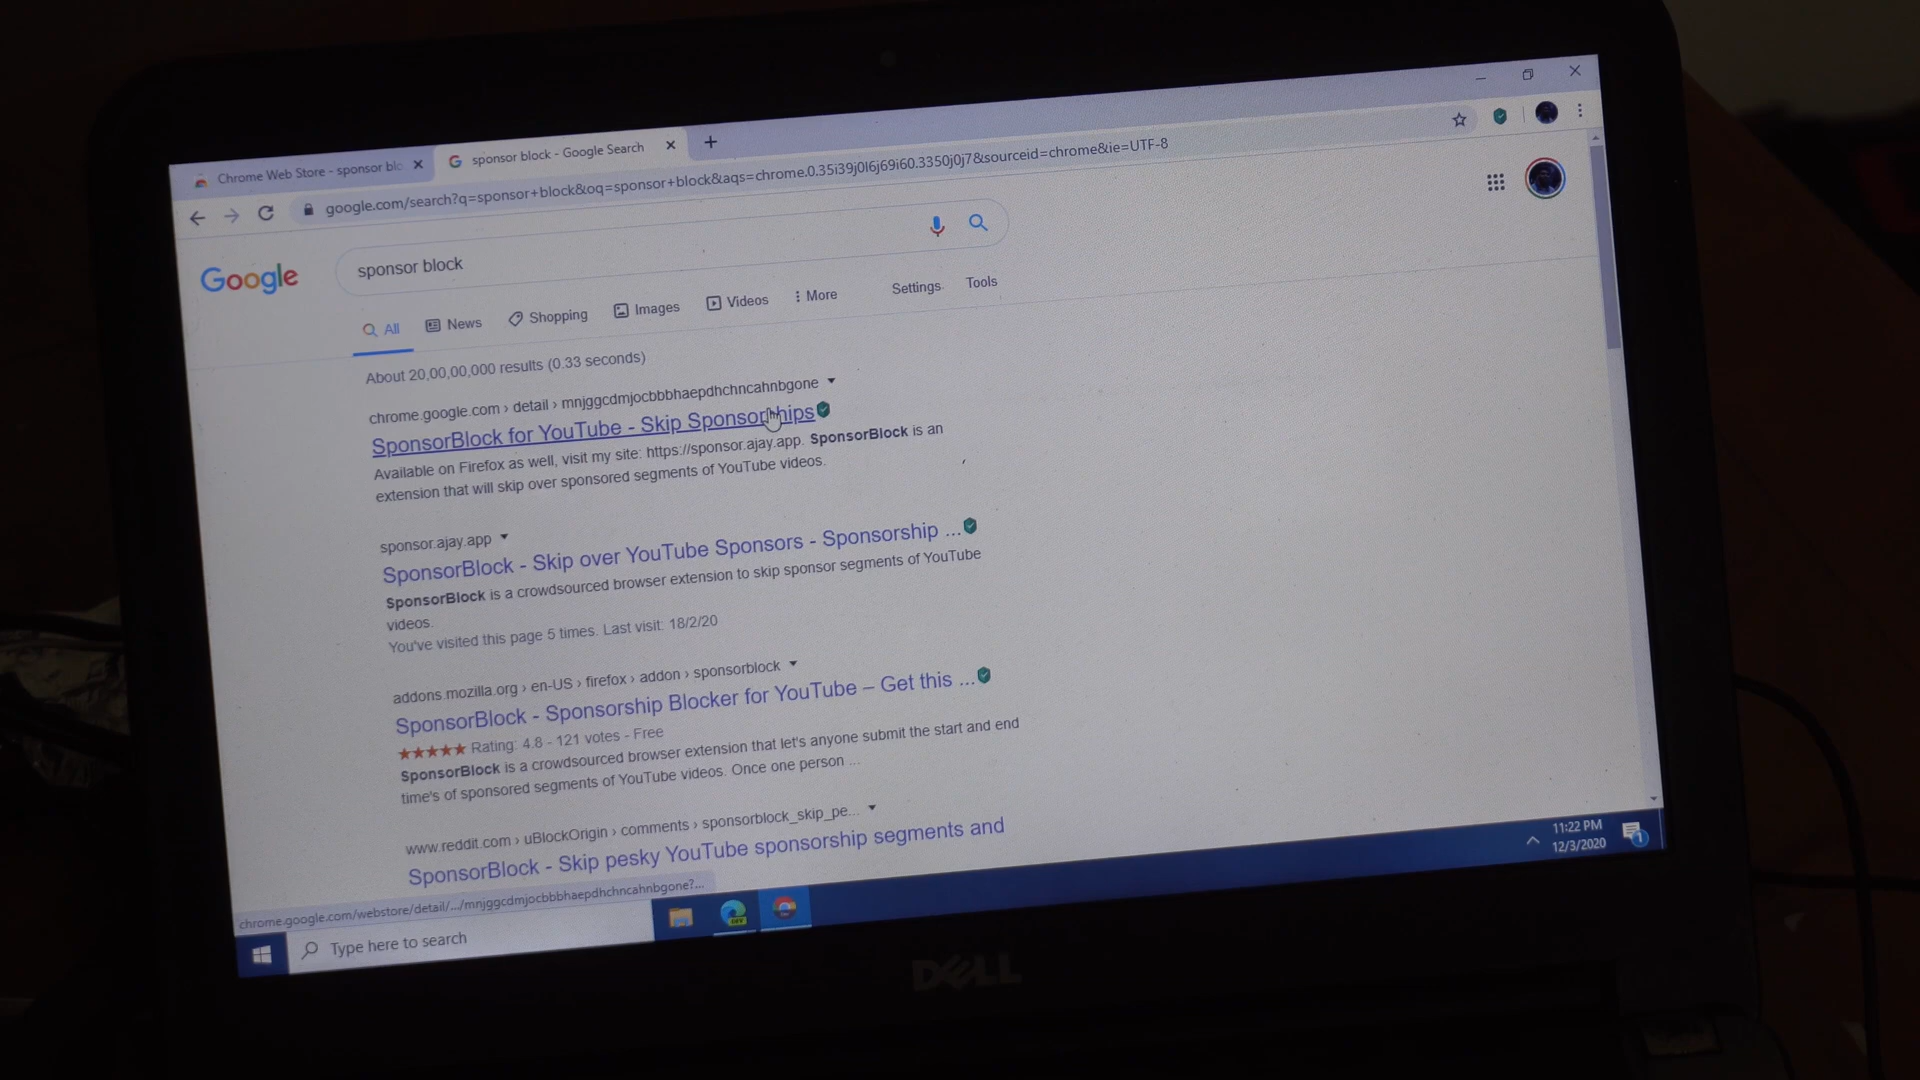 Chrome Web Store - sponsor blo
sponsor block - Google Search
google.com/search?q=sponsor+block&oq=sponsor+block&aqs=chrome.0.35i39j0l6j69i60.3350j0j7&sourceid=chrome&ie=UTF-8
Google
sponsor block
All
News
Shopping
Images
Videos
More
Settings
Tools
About 20,00,00,000 results (0.33 seconds)
chrome.google.com › detail › mnjggcdmjocbbbhaepdhchncahnbgone
SponsorBlock for YouTube - Skip Sponsorships
Available on Firefox as well, visit my site: https://sponsor.ajay.app. SponsorBlock is an
extension that will skip over sponsored segments of YouTube videos.
sponsor.ajay.app
SponsorBlock - Skip over YouTube Sponsors - Sponsorship ...
SponsorBlock is a crowdsourced browser extension to skip sponsor segments of YouTube
videos.
You've visited this page 5 times. Last visit: 18/2/20
addons.mozilla.org › en-US › firefox › addon › sponsorblock
SponsorBlock - Sponsorship Blocker for YouTube – Get this ...
Rating: 4.8 - 121 votes - Free
SponsorBlock is a crowdsourced browser extension that let's anyone submit the start and end
time's of sponsored segments of YouTube videos. Once one person ...
www.reddit.com › uBlockOrigin › comments › sponsorblock_skip_pe...
SponsorBlock - Skip pesky YouTube sponsorship segments and
chrome.google.com/webstore/detail/.../mnjggcdmjocbbbhaepdhchncahnbgone?...
Type here to search
11:22 PM
12/3/2020
1
DELL